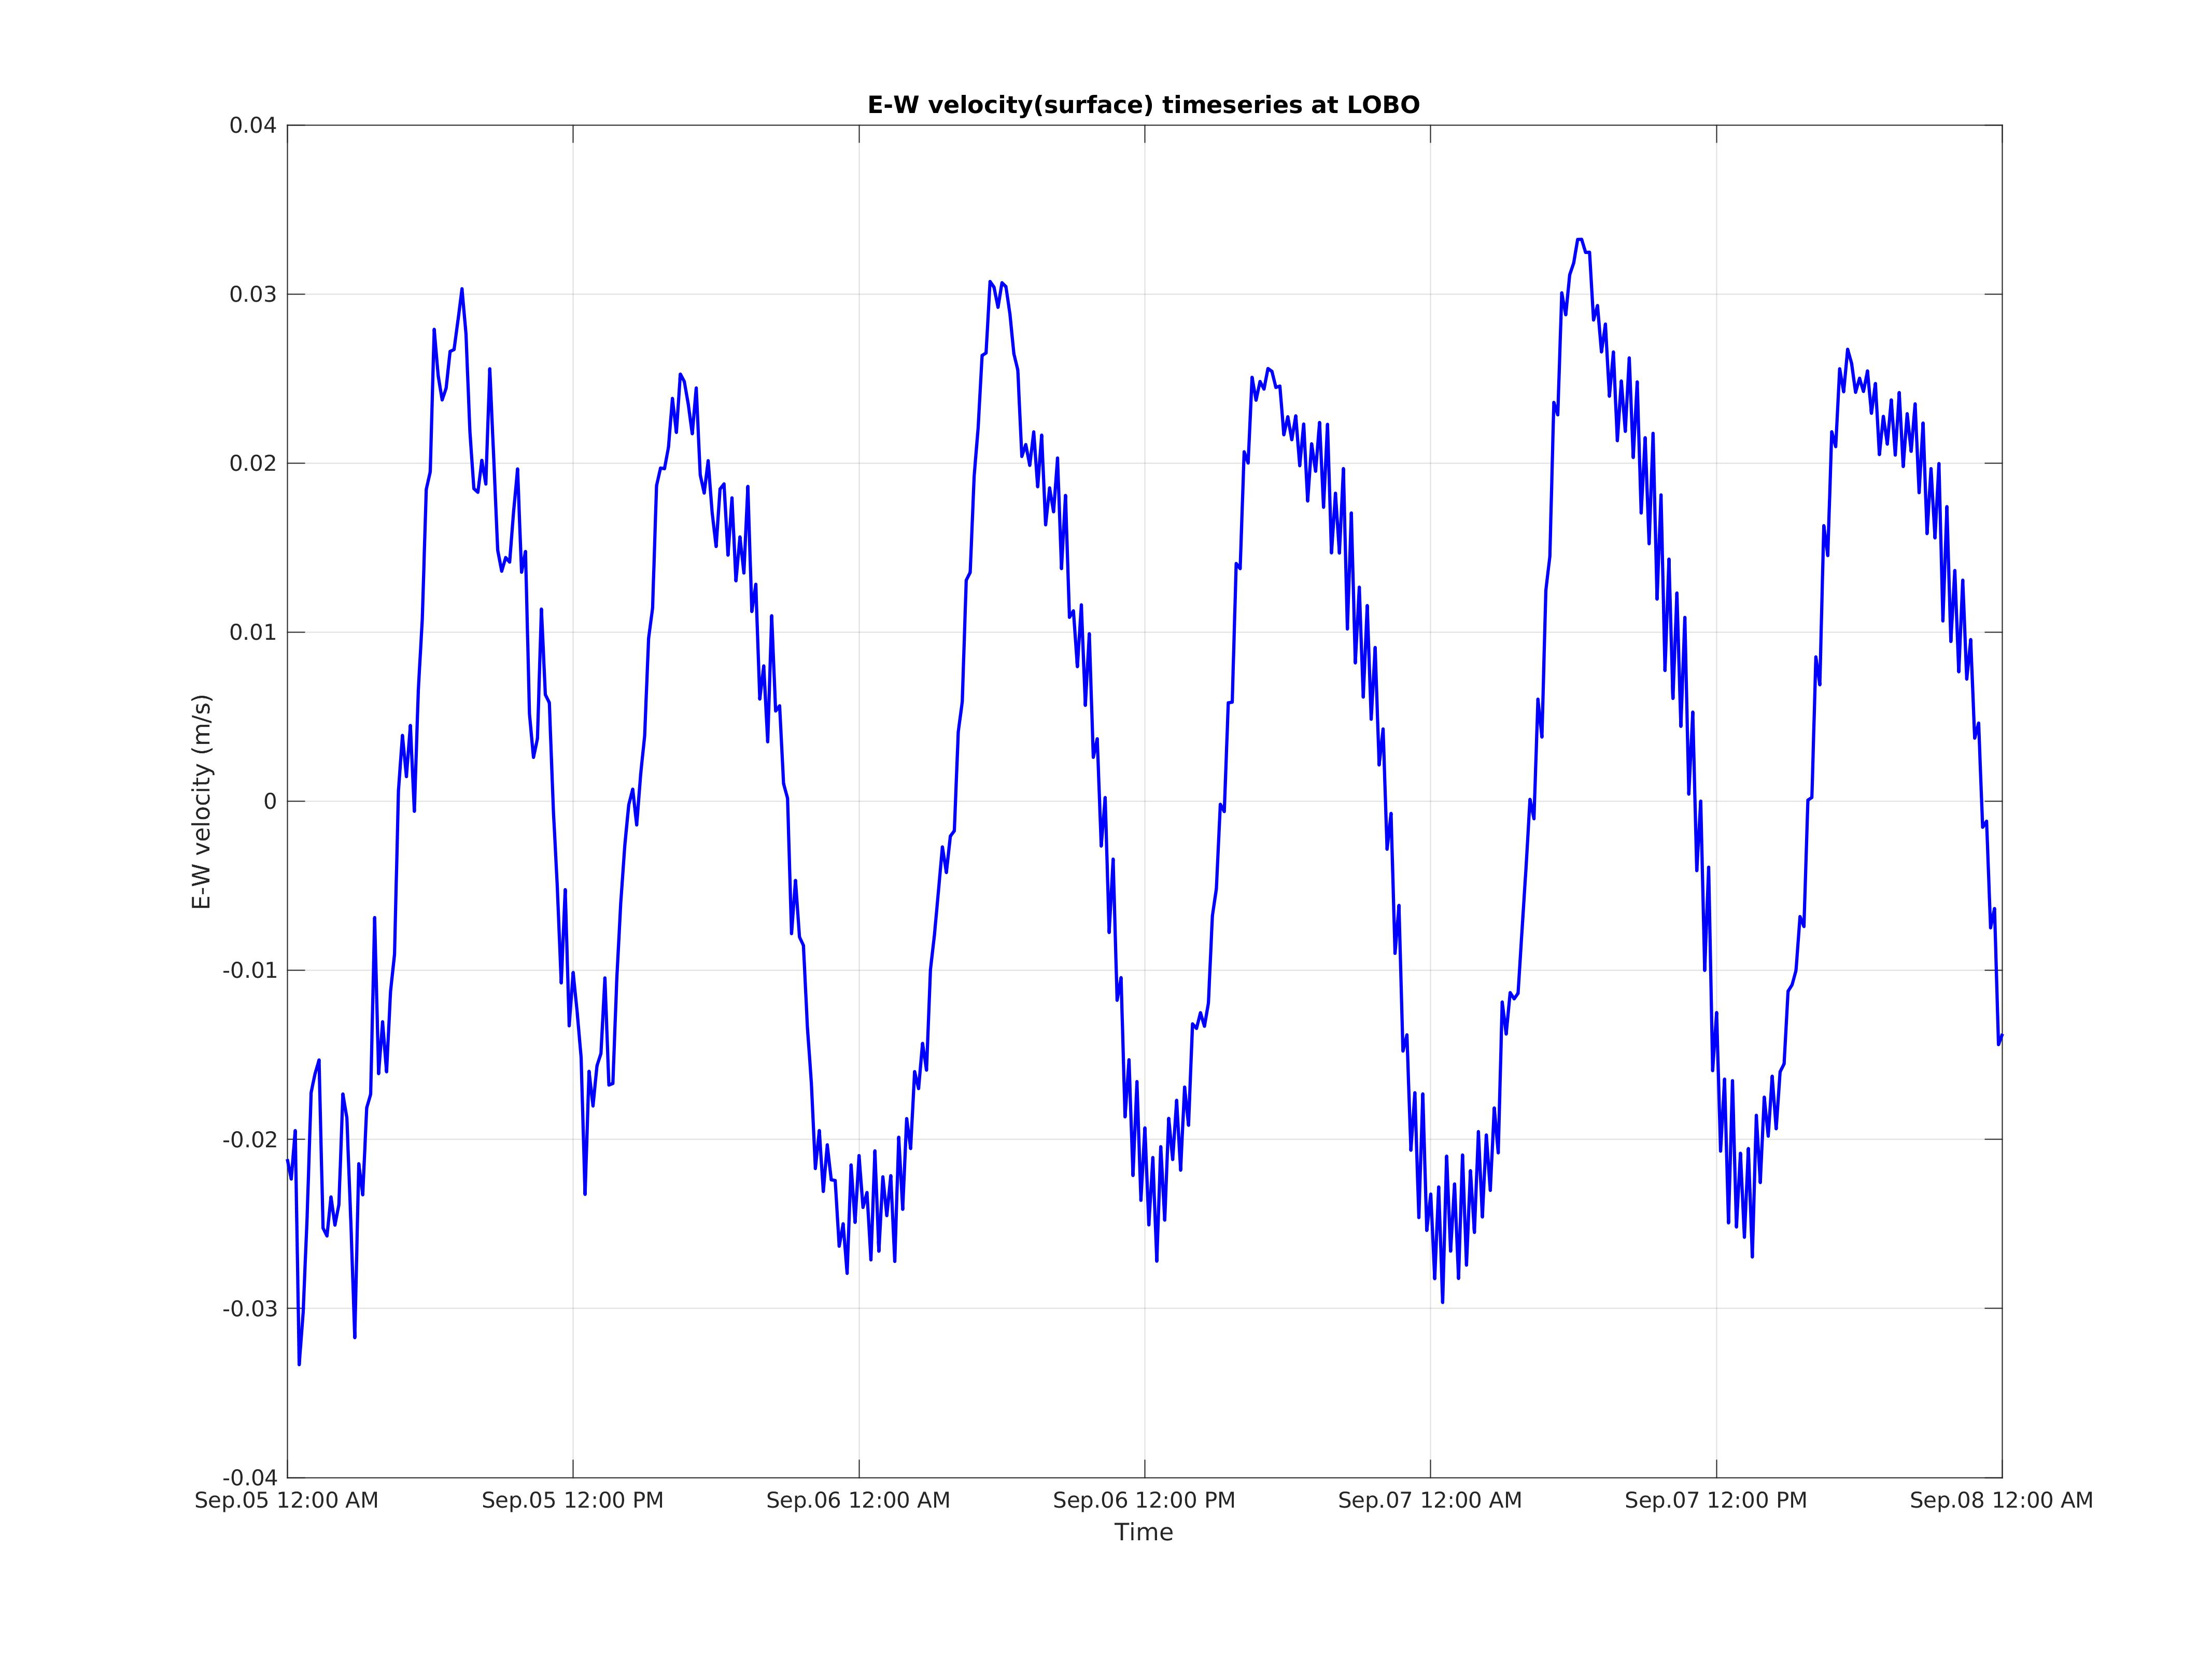 E-W velocity(surface) timeseries at LOBO
0.04
0.03
0.02
0.01
0
-0.01
-0.02
-0.03
-0.04
E-W velocity (m/s)
Sep.05 12:00 AM Sep.05 12:00 PM Sep.06 12:00 AM Sep.06 12:00 PM Sep.07 12:00 AM Sep.07 12:00 PM Sep.08 12:00 AM
Time